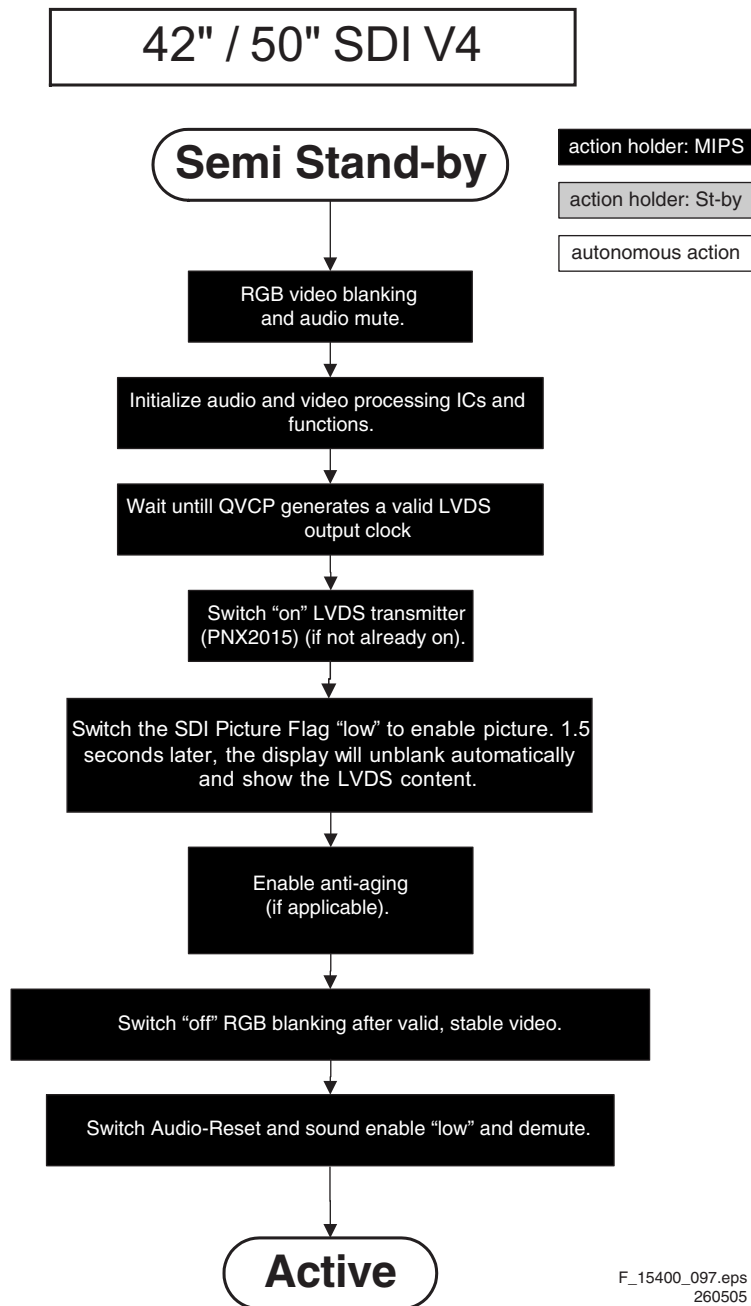 42" / 50" SDI V4
Semi Stand-by
action holder: MIPS
action holder: St-by
autonomous action
RGB video blanking
and audio mute.
Initialize audio and video processing ICs and
functions.
Wait untill QVCP generates a valid LVDS
output clock
Switch “on” LVDS transmitter
(PNX2015) (if not already on).
Switch the SDI Picture Flag “low” to enable picture. 1.5
seconds later, the display will unblank automatically
and show the LVDS content.
Enable anti-aging
(if applicable).
Switch “off” RGB blanking after valid, stable video.
Switch Audio-Reset and sound enable “low” and demute.
Active
F_15400_097.eps
260505